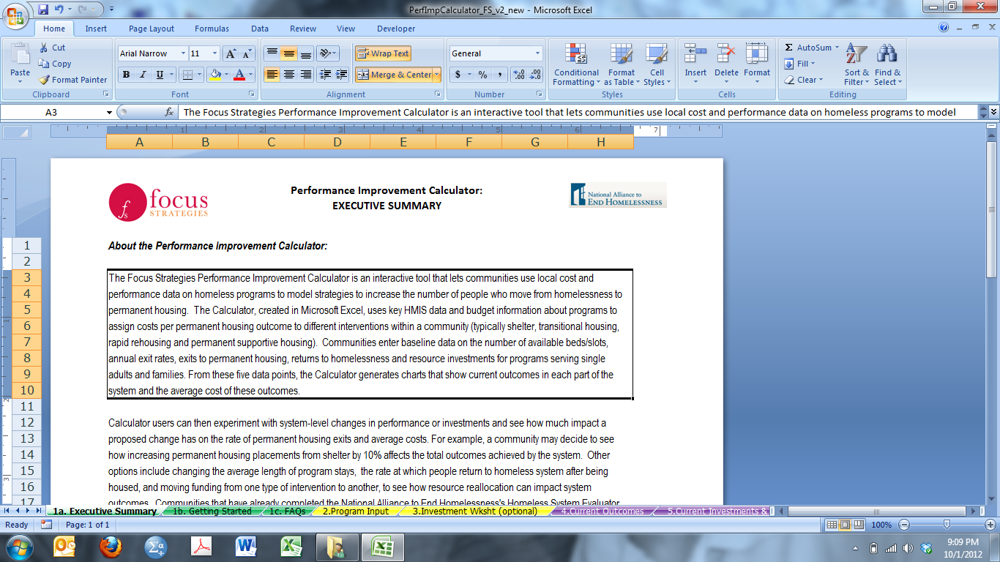 PerfImpCalculator_FS_v2_new - Microsoft Excel
Home Insert Page Layout Formulas Data Review View Developer
Paste
Cut
Copy
Format Painter
Clipboard
Arial Narrow 11
B I U
Font
Wrap Text
Merge & Center
Alignment
General
$ % ,
Number
Conditional Formatting
Format as Table
Cell Styles
Styles
Insert Delete Format
Cells
Σ AutoSum
Fill
Clear
Sort & Filter
Find & Select
Editing
A3 fx The Focus Strategies Performance Improvement Calculator is an interactive tool that lets communities use local cost and performance data on homeless programs to model
1 2 3 4 5 6 7
A B C D E F G H
fs focus STRATEGIES
Performance Improvement Calculator:
EXECUTIVE SUMMARY
National Alliance to
END HOMELESSNESS
1 About the Performance Improvement Calculator:
2
3 The Focus Strategies Performance Improvement Calculator is an interactive tool that lets communities use local cost and
4 performance data on homeless programs to model strategies to increase the number of people who move from homelessness to
5 permanent housing. The Calculator, created in Microsoft Excel, uses key HMIS data and budget information about programs to
6 assign costs per permanent housing outcome to different interventions within a community (typically shelter, transitional housing,
7 rapid rehousing and permanent supportive housing). Communities enter baseline data on the number of available beds/slots,
8 annual exit rates, exits to permanent housing, returns to homelessness and resource investments for programs serving single
9 adults and families. From these five data points, the Calculator generates charts that show current outcomes in each part of the
10 system and the average cost of these outcomes.
11
12 Calculator users can then experiment with system-level changes in performance or investments and see how much impact a
13 proposed change has on the rate of permanent housing exits and average costs. For example, a community may decide to see
14 how increasing permanent housing placements from shelter by 10% affects the total outcomes achieved by the system. Other
15 options include changing the average length of program stays, the rate at which people return to homeless system after being
16 housed, and moving funding from one type of intervention to another, to see how resource reallocation can impact system
17 outcomes. Communities that have already completed the National Alliance to End Homelessness's Homeless System Evaluator
1a. Executive Summary 1b. Getting Started 1c. FAQs 2.Program Input 3.Investment Wksht (optional) 4.Current Outcomes 5.Current Investments &
Ready Page: 1 of 1 100%
9:09 PM
10/1/2012